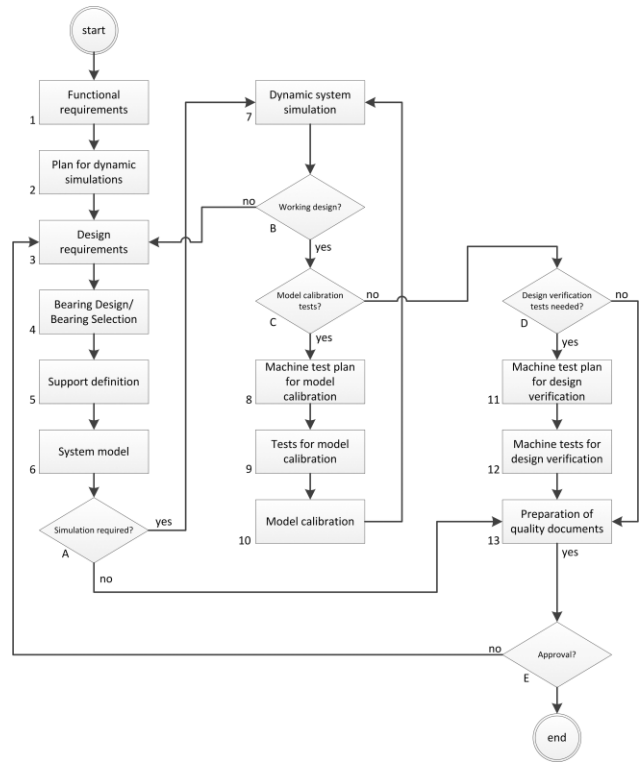 start
Functional
requirements
1
Plan for dynamic
simulations
2
Design
requirements
3
Bearing Design/
Bearing Selection
4
Support definition
5
System model
6
Simulation required?
A
yes
no
Dynamic system
simulation
7
Working design?
B
no
yes
Model calibration
tests?
C
no
yes
Machine test plan
for model
calibration
8
Tests for model
calibration
9
Model calibration
10
Design verification
tests needed?
D
no
yes
Machine test plan
for design
verification
11
Machine tests for
design verification
12
Preparation of
quality documents
13
yes
Approval?
E
no
end